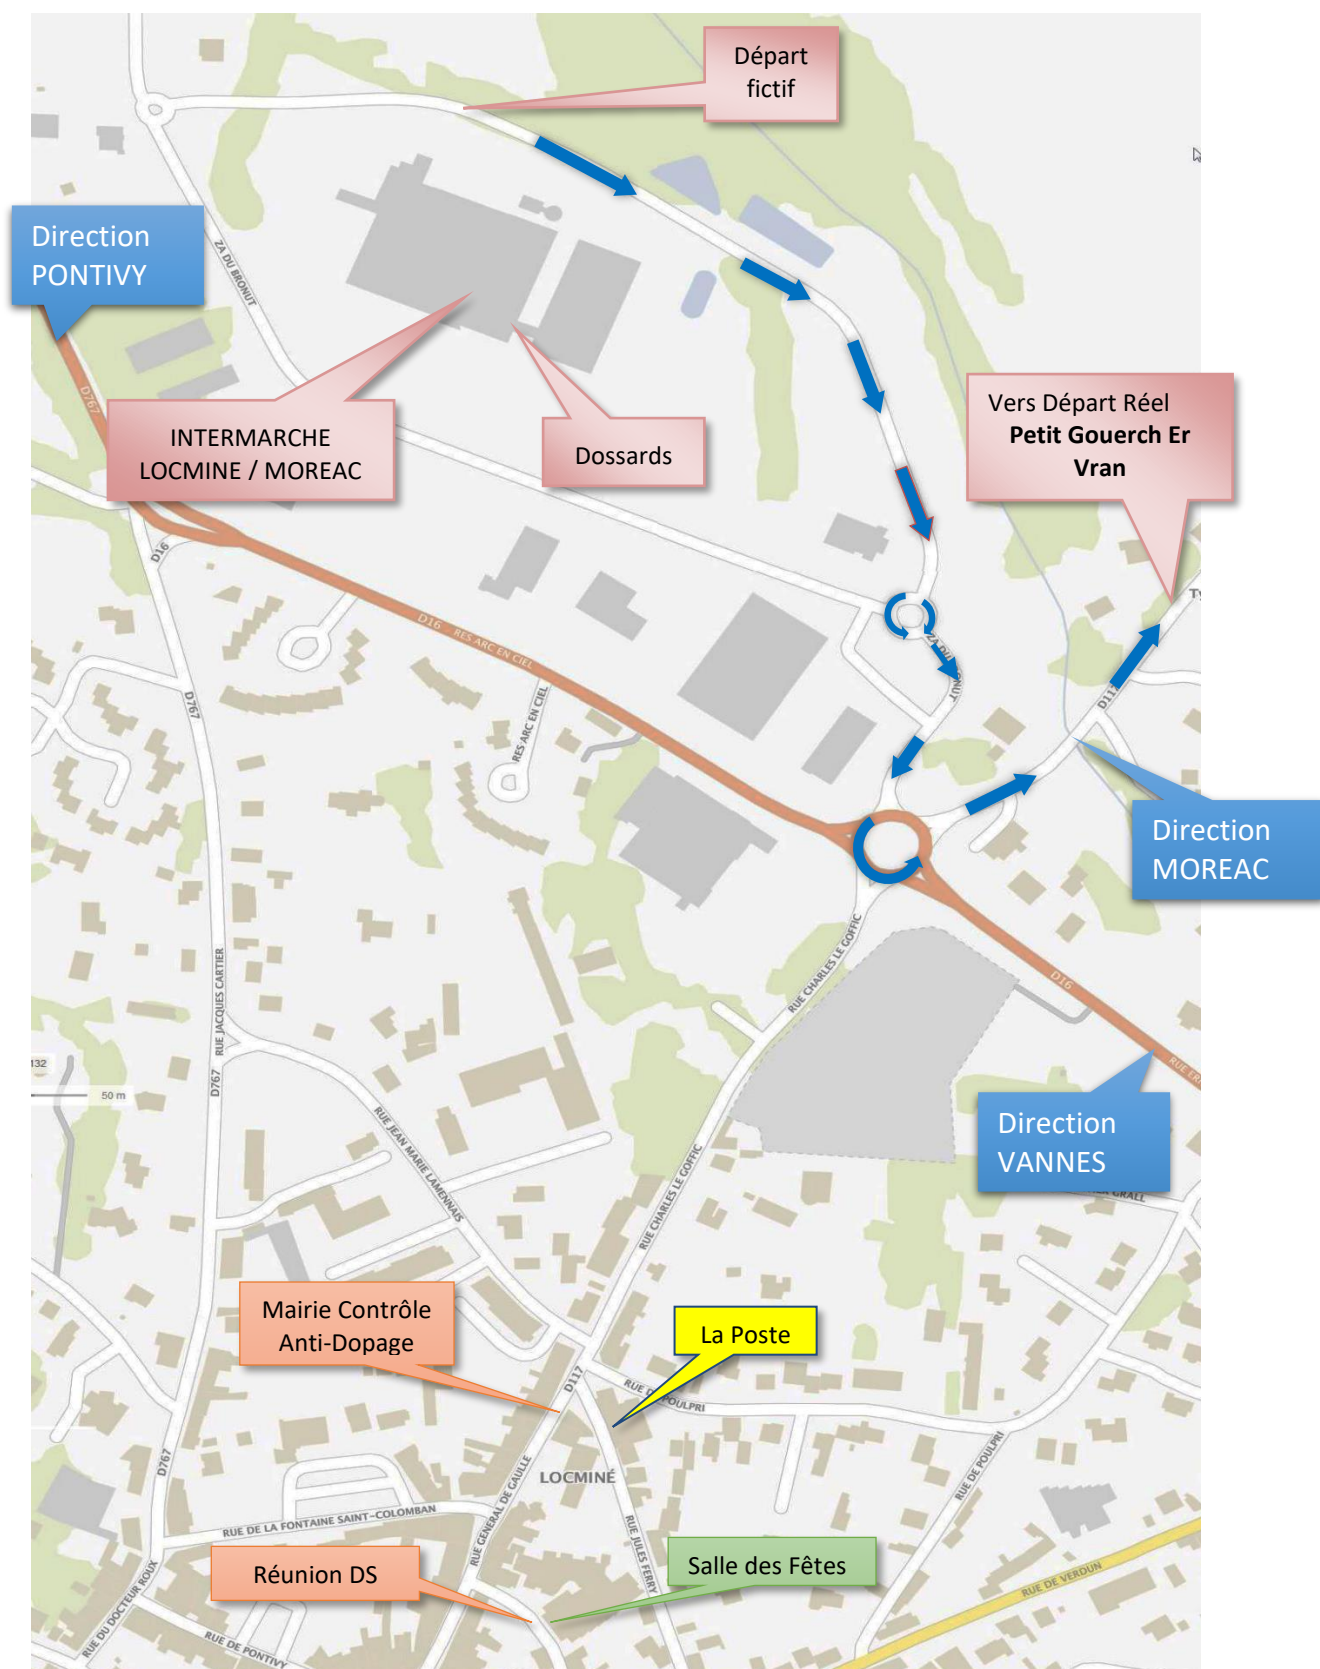 Départ
fictif
Direction
PONTIVY
ZA DU BRONUT
D767
INTERMARCHE
LOCMINE / MOREAC
Dossards
Vers Départ Réel
Petit Gouerch Er
Vran
D16
D16
RES ARC EN CIEL
D767
RES ARC EN CIEL
D117
Direction
MOREAC
RUE CHARLES LE GOFFIC
D16
RUE JACQUES CARTIER
D767
132
50 m
Direction
VANNES
RUE JEAN MARIE LAMENNAIS
RUE CHARLES LE GOFFIC
GRALL
Mairie Contrôle
Anti-Dopage
La Poste
D117
RUE DE POULPRI
D767
RUE DE POULPRI
LOCMINÉ
RUE GENERAL DE GAULLE
RUE DE LA FONTAINE SAINT-COLOMBAN
RUE JULES FERRY
Réunion DS
Salle des Fêtes
RUE DE VERDUN
RUE DU DOCTEUR ROUX
RUE DE PONTIVY